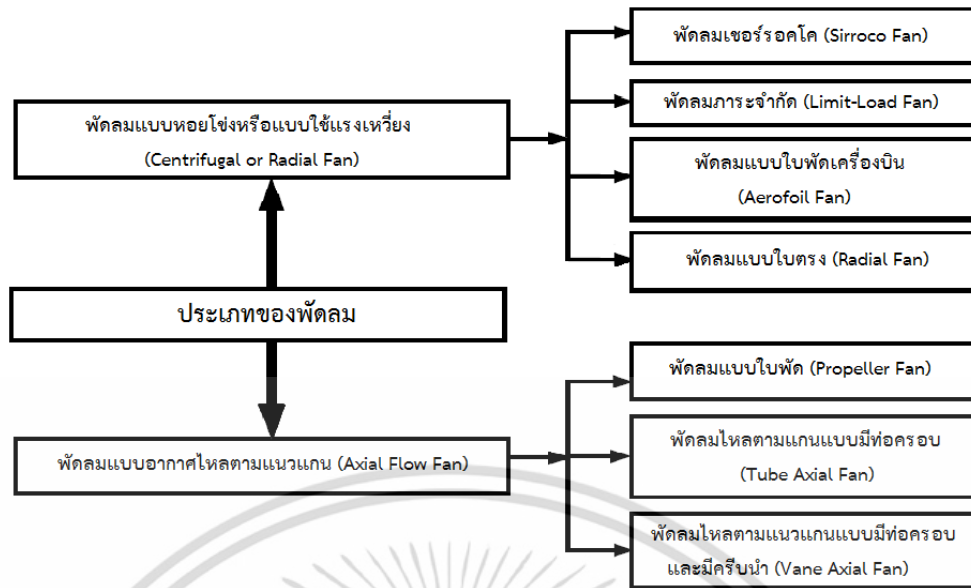 พัดลมเชอร์รอคโค (Sirroco Fan)
พัดลมแบบหอยโข่งหรือแบบใช้แรงเหวี่ยง
(Centrifugal or Radial Fan)
พัดลมภาระจำกัด (Limit-Load Fan)
พัดลมแบบใบพัดเครื่องบิน
(Aerofoil Fan)
พัดลมแบบใบตรง (Radial Fan)
ประเภทของพัดลม
พัดลมแบบอากาศไหลตามแนวแกน (Axial Flow Fan)
พัดลมแบบใบพัด (Propeller Fan)
พัดลมไหลตามแกนแบบมีท่อครอบ
(Tube Axial Fan)
พัดลมไหลตามแนวแกนแบบมีท่อครอบ
และมีครีบนำ (Vane Axial Fan)